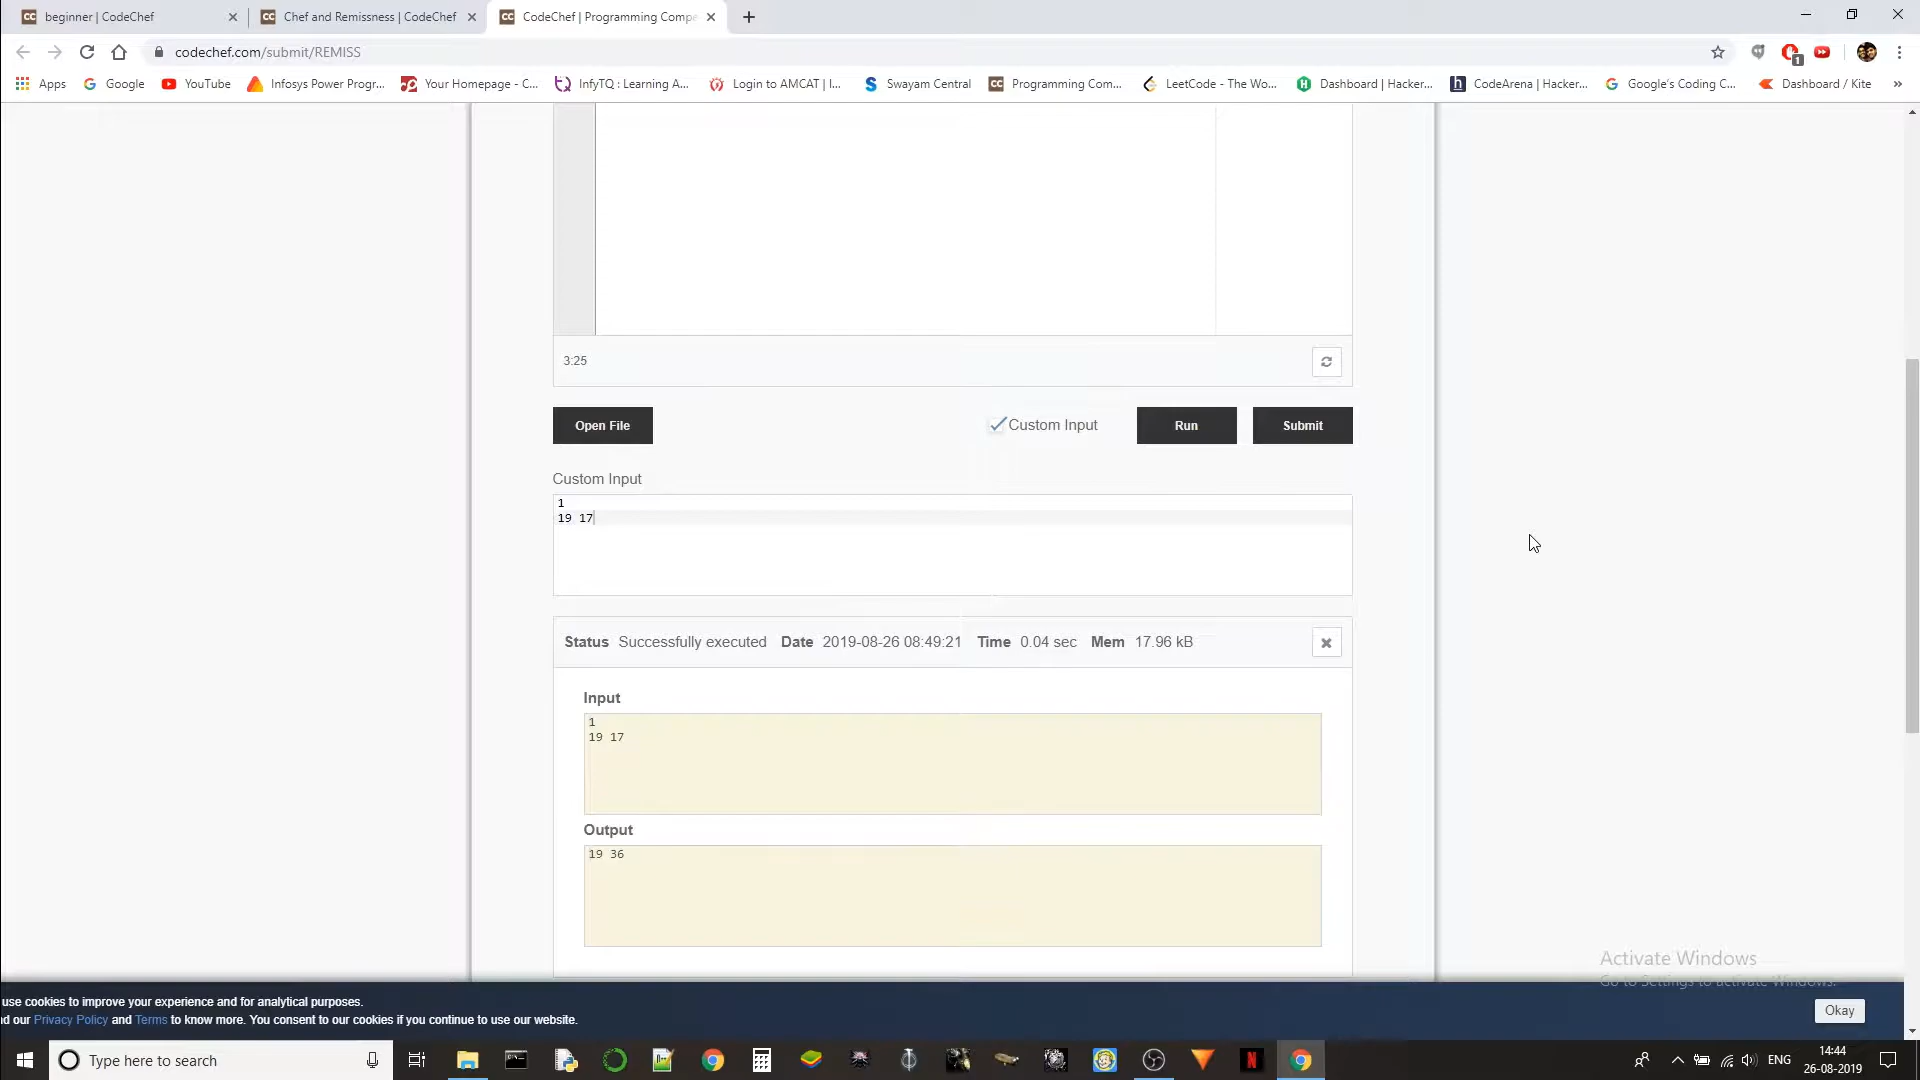 beginner | CodeChef
Chef and Remissness | CodeChef
CodeChef | Programming Compe
codechef.com/submit/REMISS
Apps
Google
YouTube
Infosys Power Progr...
Your Homepage - C...
InfyTQ : Learning A...
Login to AMCAT | I...
Swayam Central
Programming Com...
LeetCode - The Wo...
Dashboard | Hacker...
CodeArena | Hacker...
Google's Coding C...
Dashboard / Kite
3:25
Open File
Custom Input
Run
Submit
Custom Input
1
19 17
Status Successfully executed Date 2019-08-26 08:49:21 Time 0.04 sec Mem 17.96 kB
Input
1
19 17
Output
19 36
Activate Windows
Go to Settings to activate Windows.
use cookies to improve your experience and for analytical purposes.
d our Privacy Policy and Terms to know more. You consent to our cookies if you continue to use our website.
Okay
Type here to search
ENG
14:44
26-08-2019